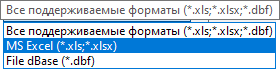 Все поддерживаемые форматы (*.xls;*.xlsx;*.dbf)
Все поддерживаемые форматы (*.xls;*.xlsx;*.dbf)
MS Excel (*.xls;*.xlsx)
File dBase (*.dbf)